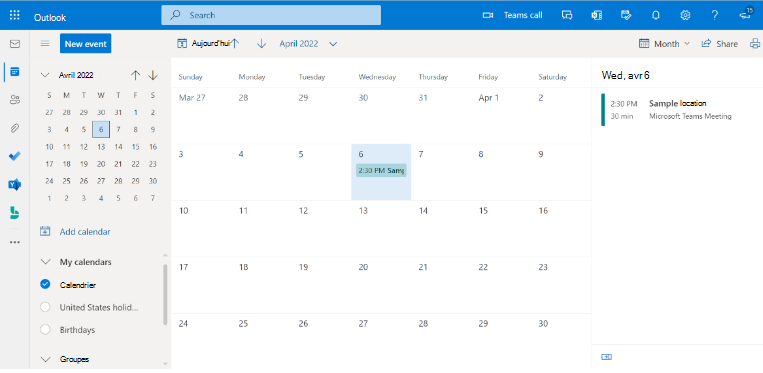 Outlook
Search
Teams call
15
New event
Aujourd'hui
April 2022
Month
Share
Avril 2022
S M T W T F S
27 28 29 30 31 1 2
3 4 5 6 7 8 9
10 11 12 13 14 15 16
17 18 19 20 21 22 23
24 25 26 27 28 29 30
1 2 3 4 5 6 7
Add calendar
My calendars
Calendrier
United States holid...
Birthdays
Groupes
Sunday Monday Tuesday Wednesday Thursday Friday Saturday
Mar 27 28 29 30 31 Apr 1 2
3 4 5 6 7 8 9
2:30 PM Samp
10 11 12 13 14 15 16
17 18 19 20 21 22 23
24 25 26 27 28 29 30
Wed, avr 6
2:30 PM Sample location
30 min Microsoft Teams Meeting